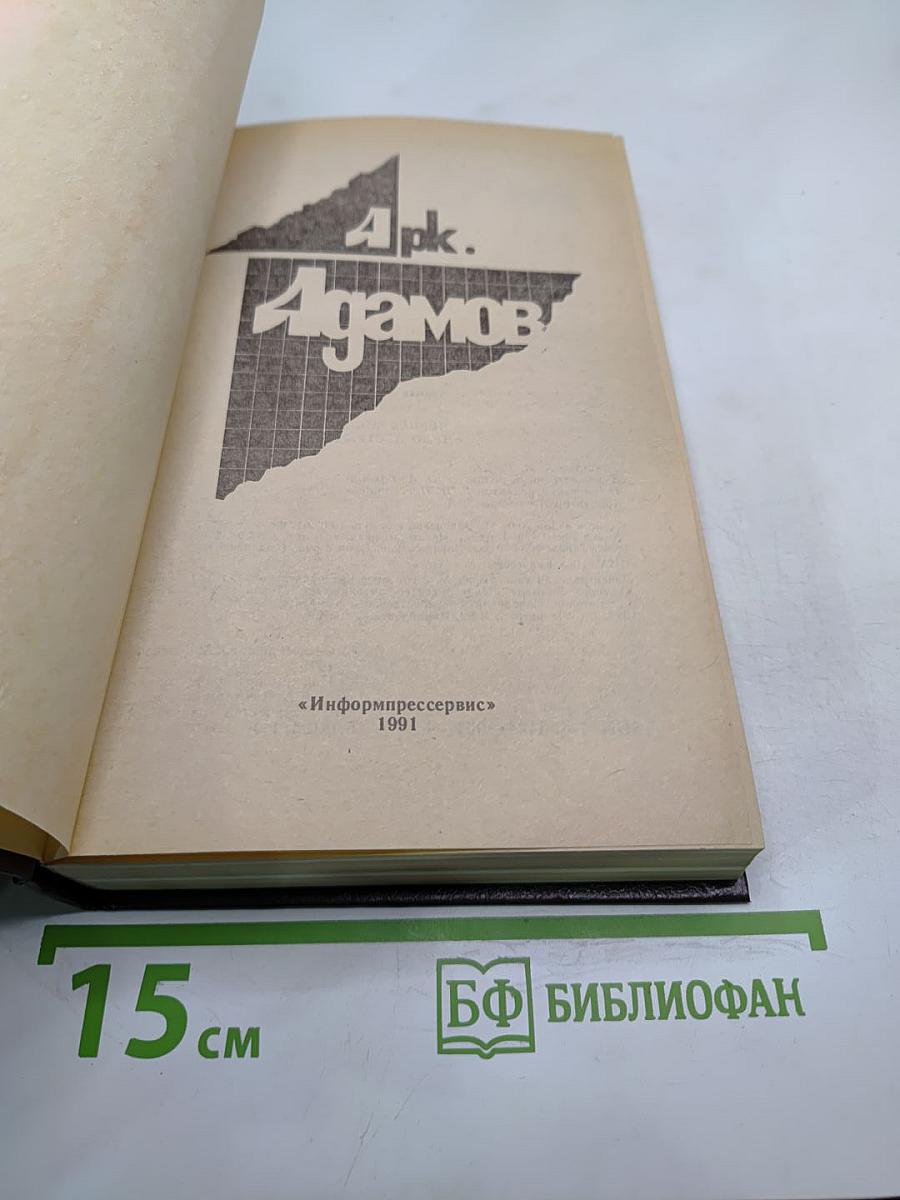 Арк.
Адамов
«Информпрессервис»
1991
15 см
БФ БИБЛИОФАН